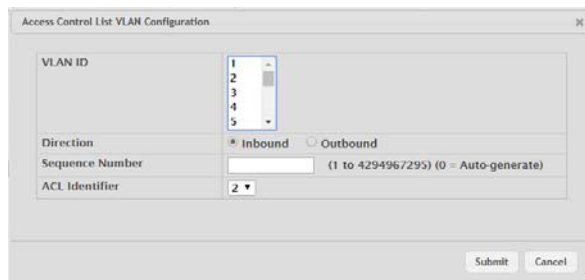 Access Control List VLAN Configuration
VLAN ID
1
2
3
4
5
Direction
Inbound Outbound
Sequence Number
(1 to 4294967295) (0 = Auto-generate)
ACL Identifier
2
Submit Cancel